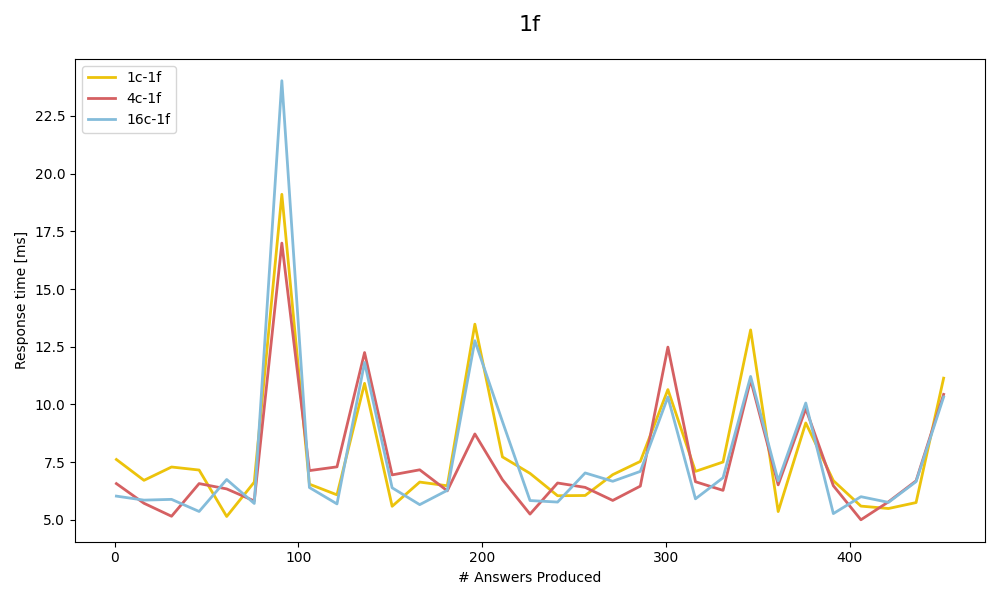 1f
1c-1f
4c-1f
16c-1f
Response time [ms]
22.5
20.0
17.5
15.0
12.5
10.0
7.5
5.0
0 100 200 300 400
# Answers Produced